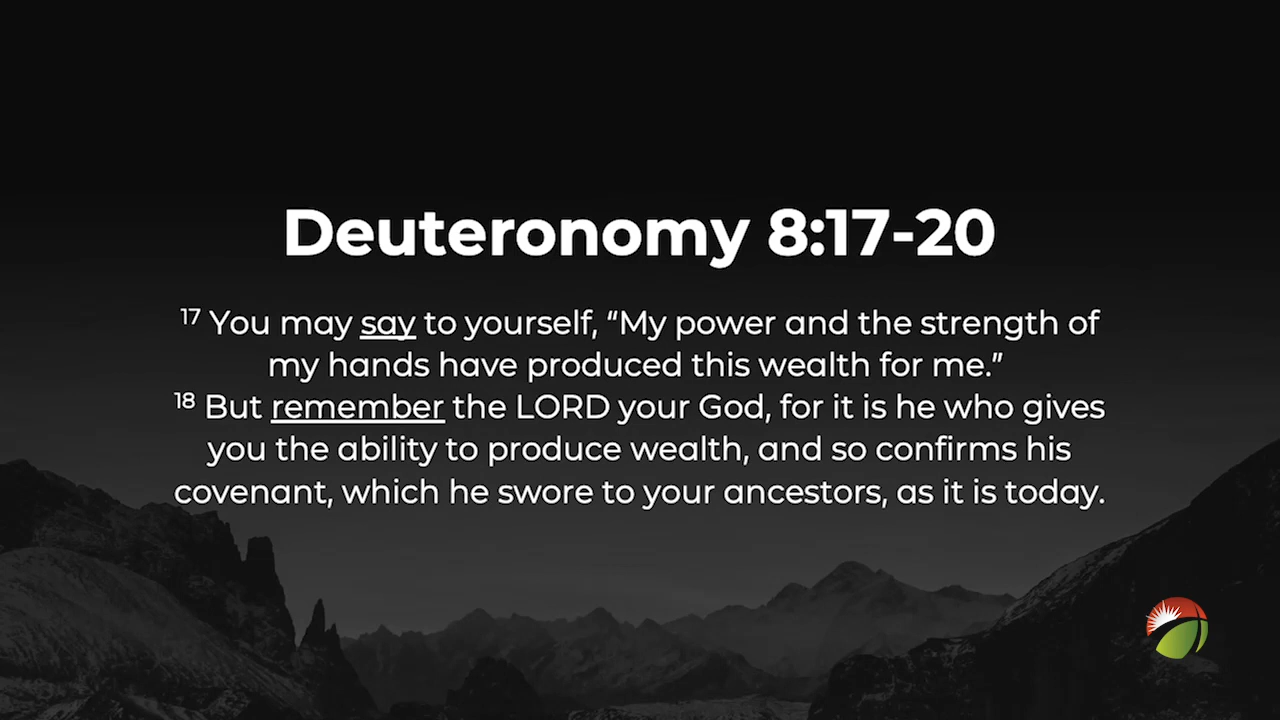 Deuteronomy 8:17-20
17 You may say to yourself, “My power and the strength of
my hands have produced this wealth for me.”
18 But remember the LORD your God, for it is he who gives
you the ability to produce wealth, and so confirms his
covenant, which he swore to your ancestors, as it is today.